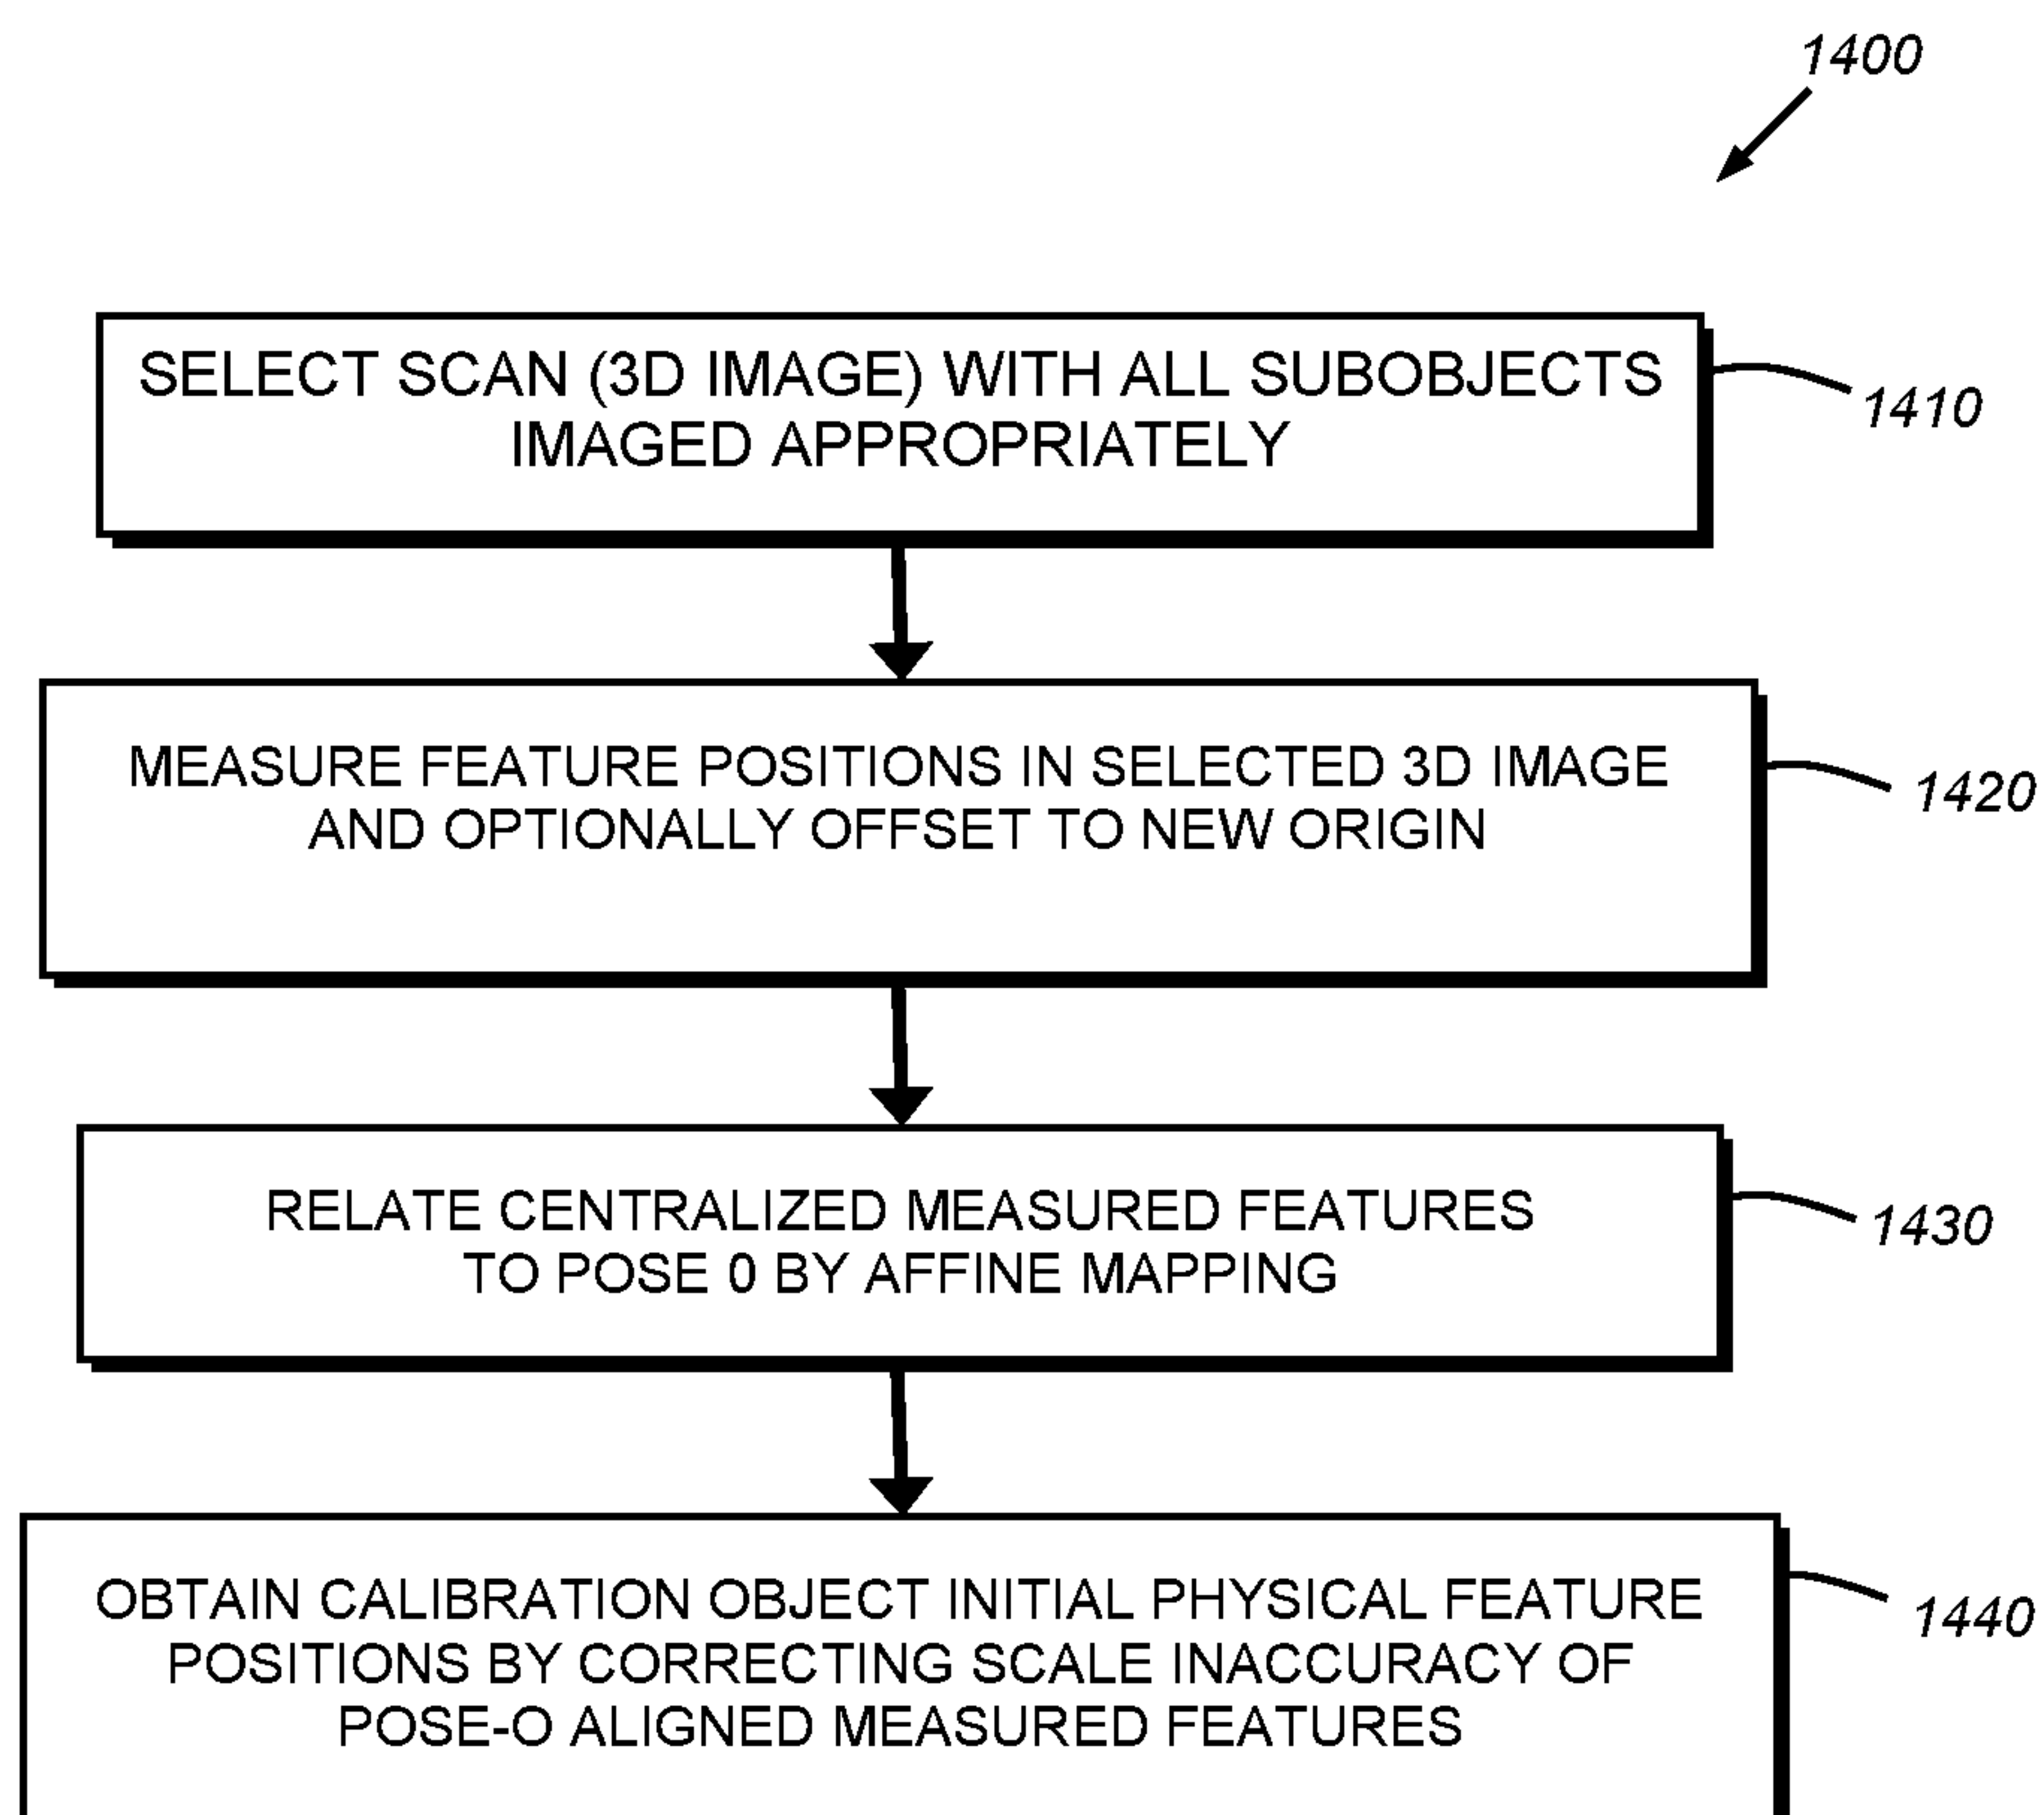 1400
SELECT SCAN (3D IMAGE) WITH ALL SUBOBJECTS
IMAGED APPROPRIATELY
1410
MEASURE FEATURE POSITIONS IN SELECTED 3D IMAGE
AND OPTIONALLY OFFSET TO NEW ORIGIN
1420
RELATE CENTRALIZED MEASURED FEATURES
TO POSE 0 BY AFFINE MAPPING
1430
OBTAIN CALIBRATION OBJECT INITIAL PHYSICAL FEATURE
POSITIONS BY CORRECTING SCALE INACCURACY OF
POSE-O ALIGNED MEASURED FEATURES
1440